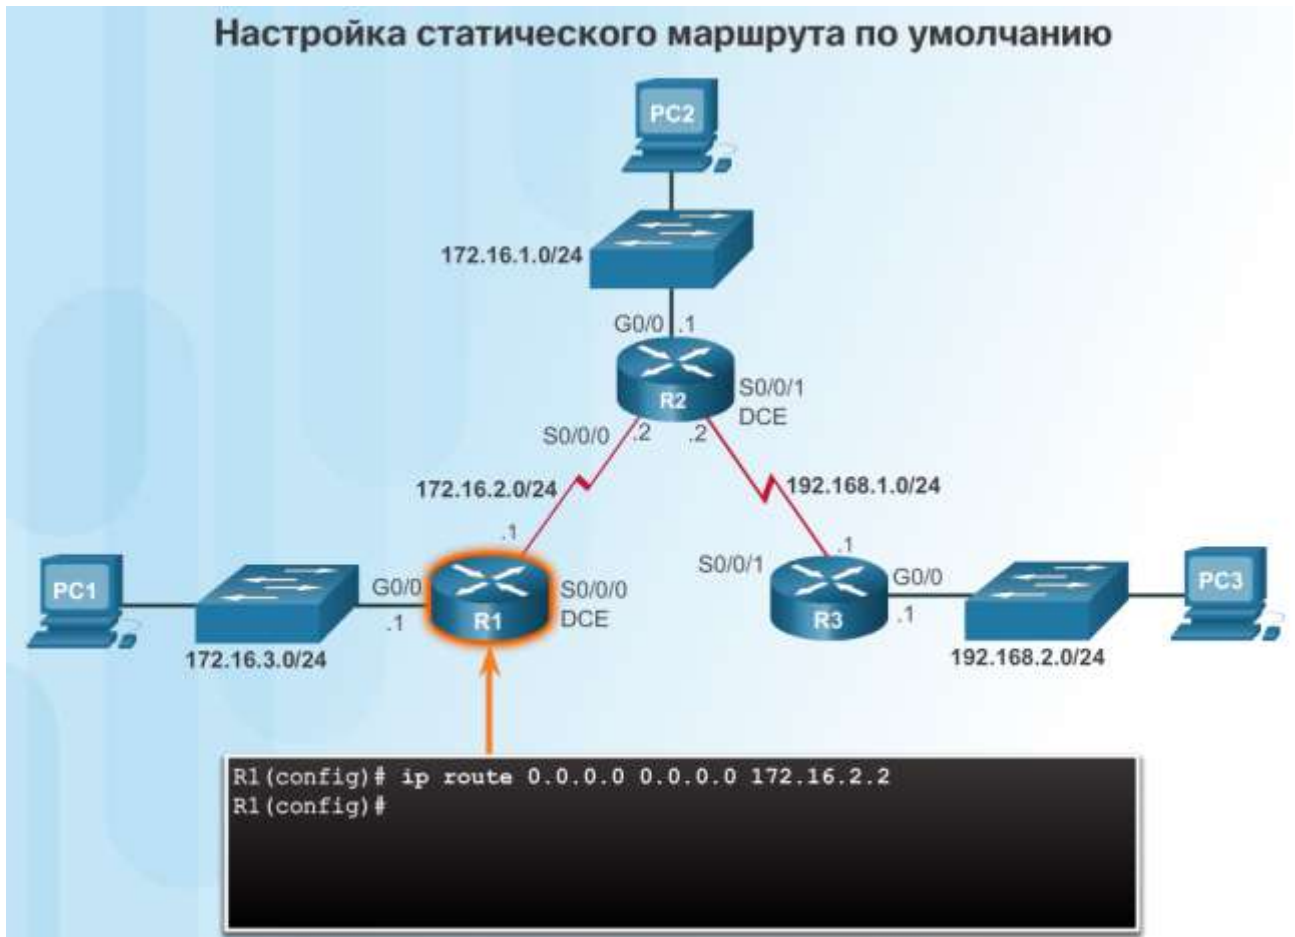 Настройка статического маршрута по умолчанию
PC2
172.16.1.0/24
G0/0 .1
R2
S0/0/1
DCE
S0/0/0 .2 .2
172.16.2.0/24
192.168.1.0/24
.1
.1
S0/0/1
PC1
G0/0
.1
R1
S0/0/0
DCE
172.16.3.0/24
R3
G0/0
.1
PC3
192.168.2.0/24
R1(config)# ip route 0.0.0.0 0.0.0.0 172.16.2.2
R1(config)#